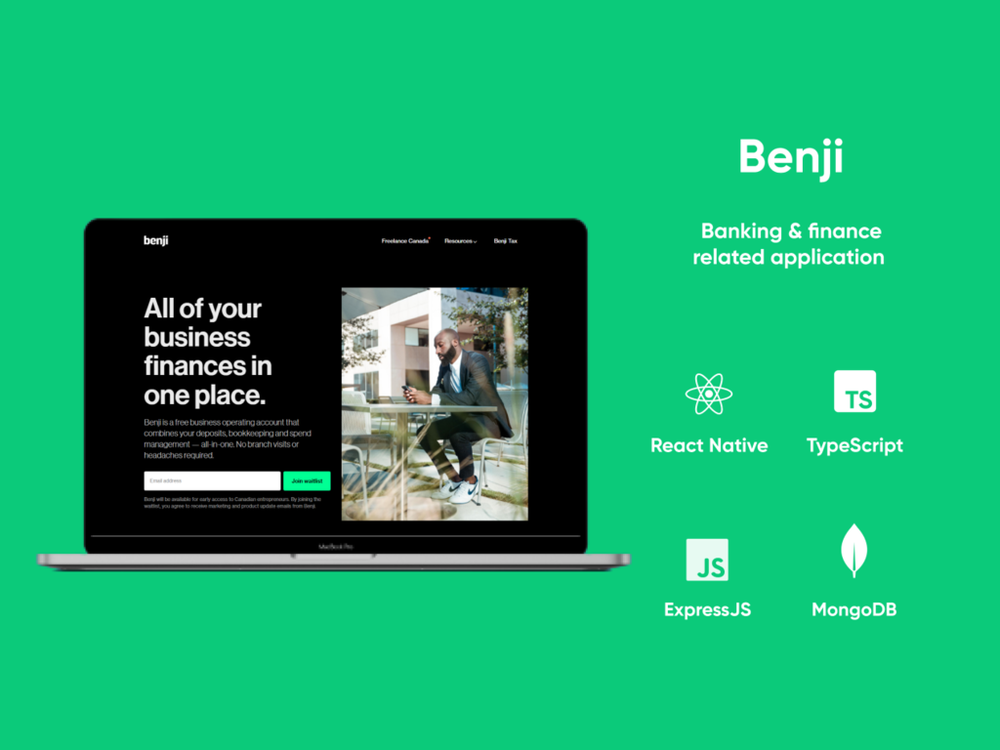 benji
Freelance Canada
Resources
Benji Tax
All of your
business
finances in
one place.
Benji is a free business operating account that
combines your deposits, bookkeeping and spend
management — all-in-one. No branch visits or
headaches required.
Email address
Join waitlist
Benji will be available for early access to Canadian entrepreneurs. By joining the
waitlist, you agree to receive marketing and product update emails from Benji.
MacBook Pro
Benji
Banking & finance
related application
TS
React Native
TypeScript
JS
ExpressJS
MongoDB